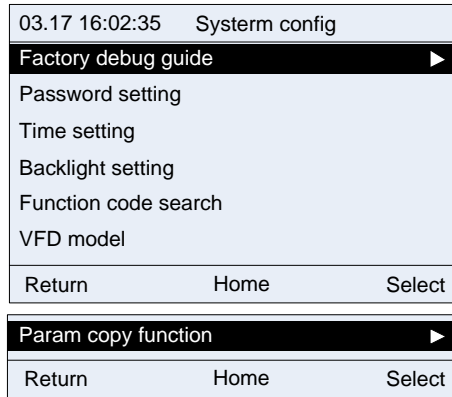 03.17 16:02:35 Systerm config
Factory debug guide
Password setting
Time setting
Backlight setting
Function code search
VFD model
Return Home Select
Param copy function
Return Home Select